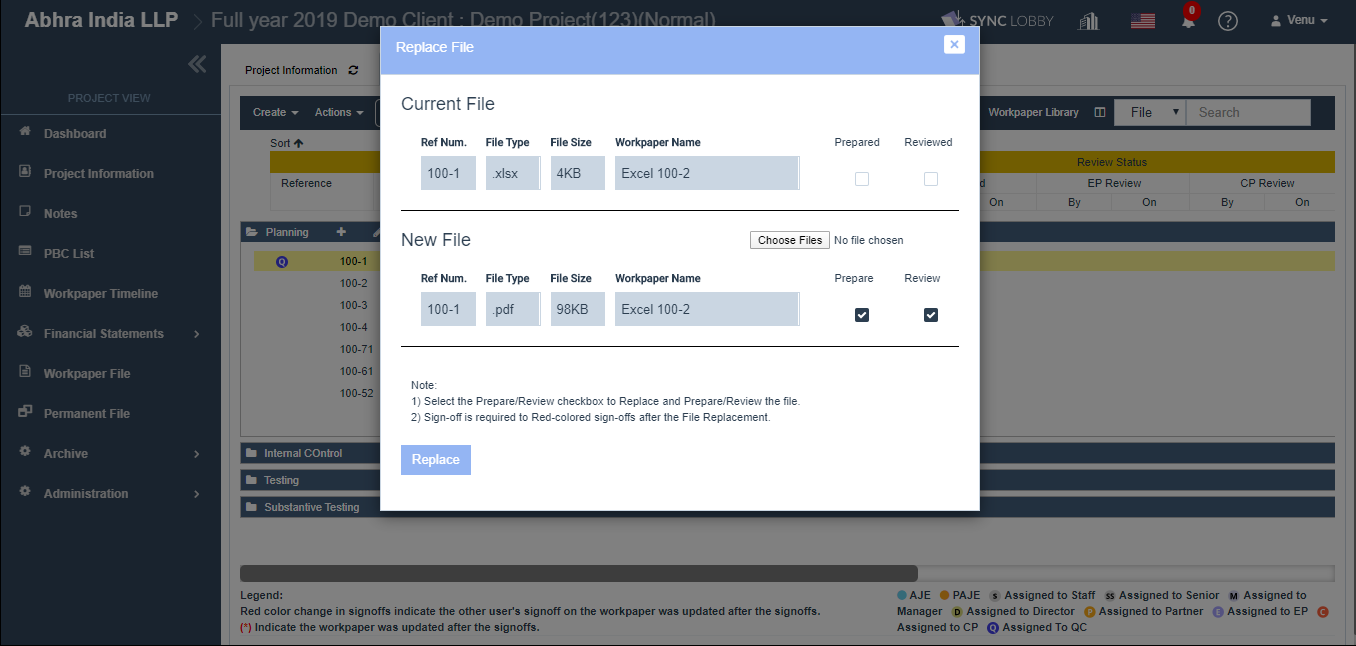 Abhra India LLP > Full year 2019 Demo Client : Demo Project(123)(Normal) SYNC LOBBY 0 ? Venu
Replace File ×
PROJECT VIEW
Dashboard
Project Information
Notes
PBC List
Workpaper Timeline
Financial Statements
Workpaper File
Permanent File
Archive
Administration
Project Information
Create Actions Workpaper Library File Search
Sort
Review Status
Reference d EP Review CP Review
On By On By On
Planning
Q 100-1
100-2
100-3
100-4
100-71
100-61
100-52
Internal COntrol
Testing
Substantive Testing
Current File
Ref Num. File Type File Size Workpaper Name Prepared Reviewed
100-1 .xlsx 4KB Excel 100-2
New File Choose Files No file chosen
Ref Num. File Type File Size Workpaper Name Prepare Review
100-1 .pdf 98KB Excel 100-2
Note:
1) Select the Prepare/Review checkbox to Replace and Prepare/Review the file.
2) Sign-off is required to Red-colored sign-offs after the File Replacement.
Replace
Legend:
Red color change in signoffs indicate the other user's signoff on the workpaper was updated after the signoffs.
(*) Indicate the workpaper was updated after the signoffs.
AJE PAJE S Assigned to Staff SS Assigned to Senior M Assigned to
Manager D Assigned to Director P Assigned to Partner E Assigned to EP C
Assigned to CP Q Assigned To QC